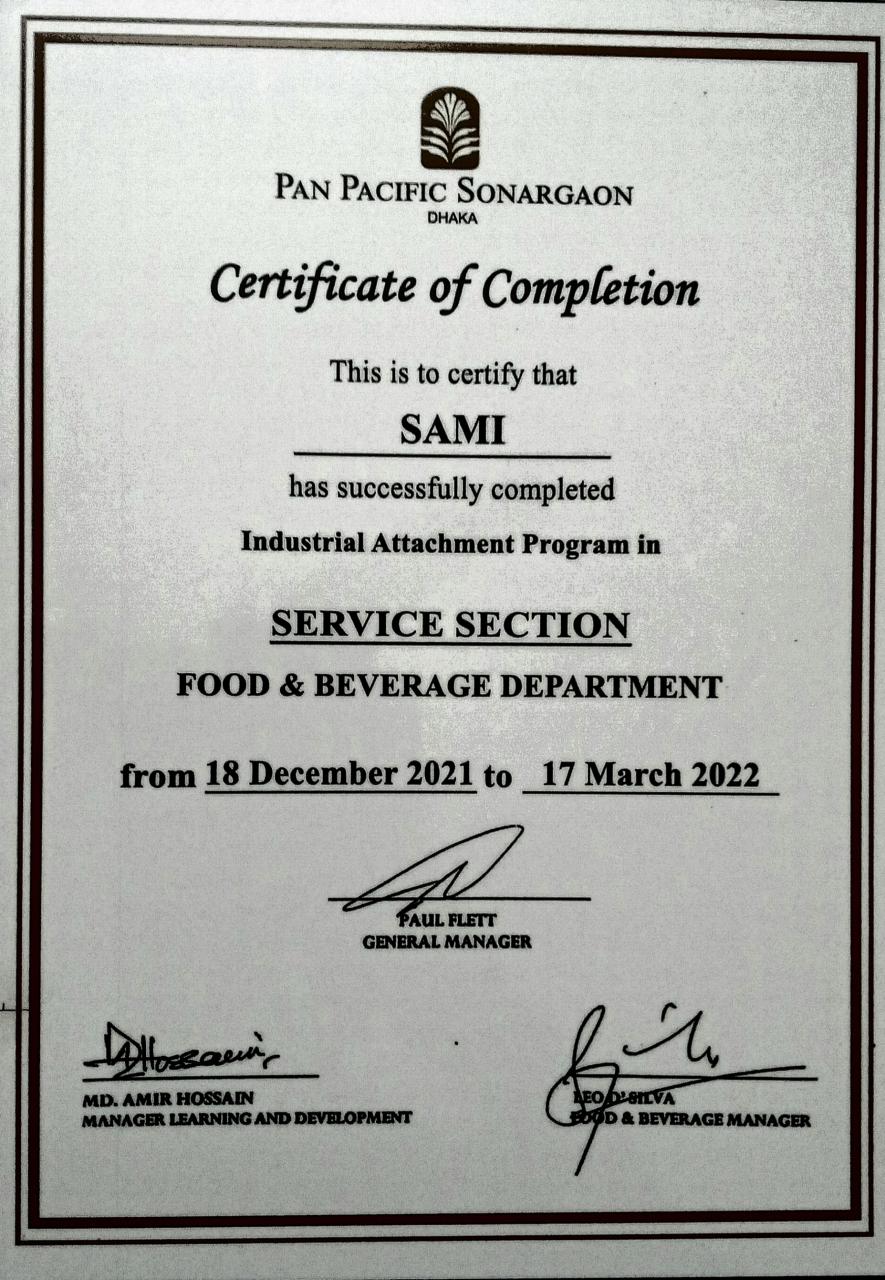 PAN PACIFIC SONARGAON
DHAKA
Certificate of Completion
This is to certify that
SAMI
has successfully completed
Industrial Attachment Program in
SERVICE SECTION
FOOD & BEVERAGE DEPARTMENT
from 18 December 2021 to 17 March 2022
PAUL FLETT
GENERAL MANAGER
MD. AMIR HOSSAIN
MANAGER LEARNING AND DEVELOPMENT
LEO D' SILVA
FOOD & BEVERAGE MANAGER